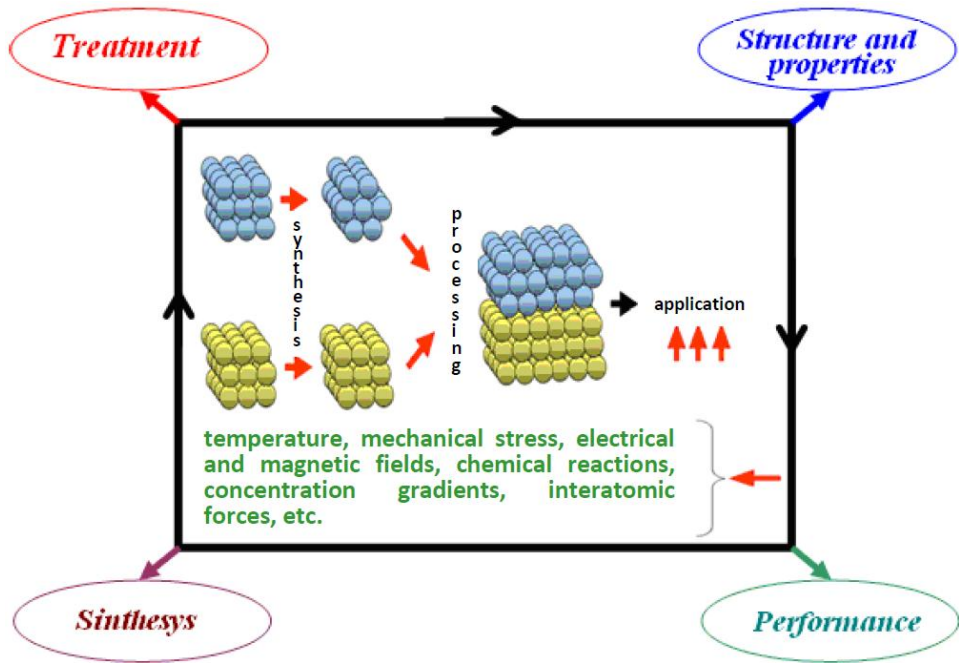 Treatment
Structure and
properties
synthesis
processing
application
temperature, mechanical stress, electrical
and magnetic fields, chemical reactions,
concentration gradients, interatomic
forces, etc.
Sinthesys
Performance